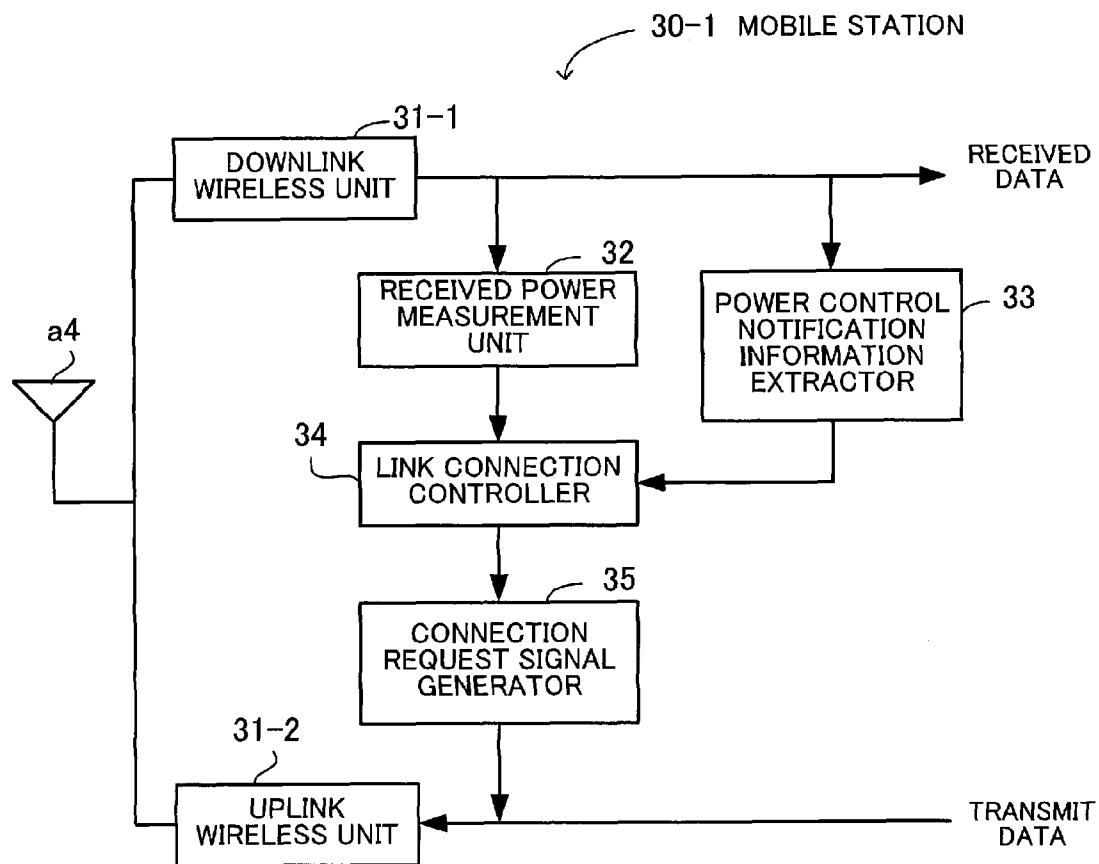 30-1 MOBILE STATION
31-1
DOWNLINK
WIRELESS UNIT
RECEIVED
DATA
32
RECEIVED POWER
MEASUREMENT
UNIT
33
POWER CONTROL
NOTIFICATION
INFORMATION
EXTRACTOR
a4
34
LINK CONNECTION
CONTROLLER
35
CONNECTION
REQUEST SIGNAL
GENERATOR
31-2
UPLINK
WIRELESS UNIT
TRANSMIT
DATA